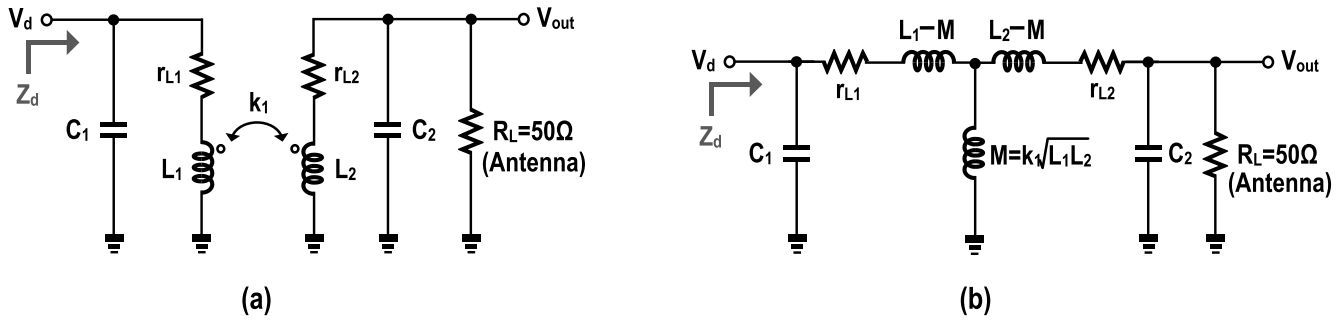 Vd
Zd
C1
rL1
L1
k1
rL2
L2
C2
RL=50Ω
(Antenna)
Vout
(a)
Vd
Zd
C1
rL1
L1−M
L2−M
rL2
M=k1√L1L2
C2
RL=50Ω
(Antenna)
Vout
(b)